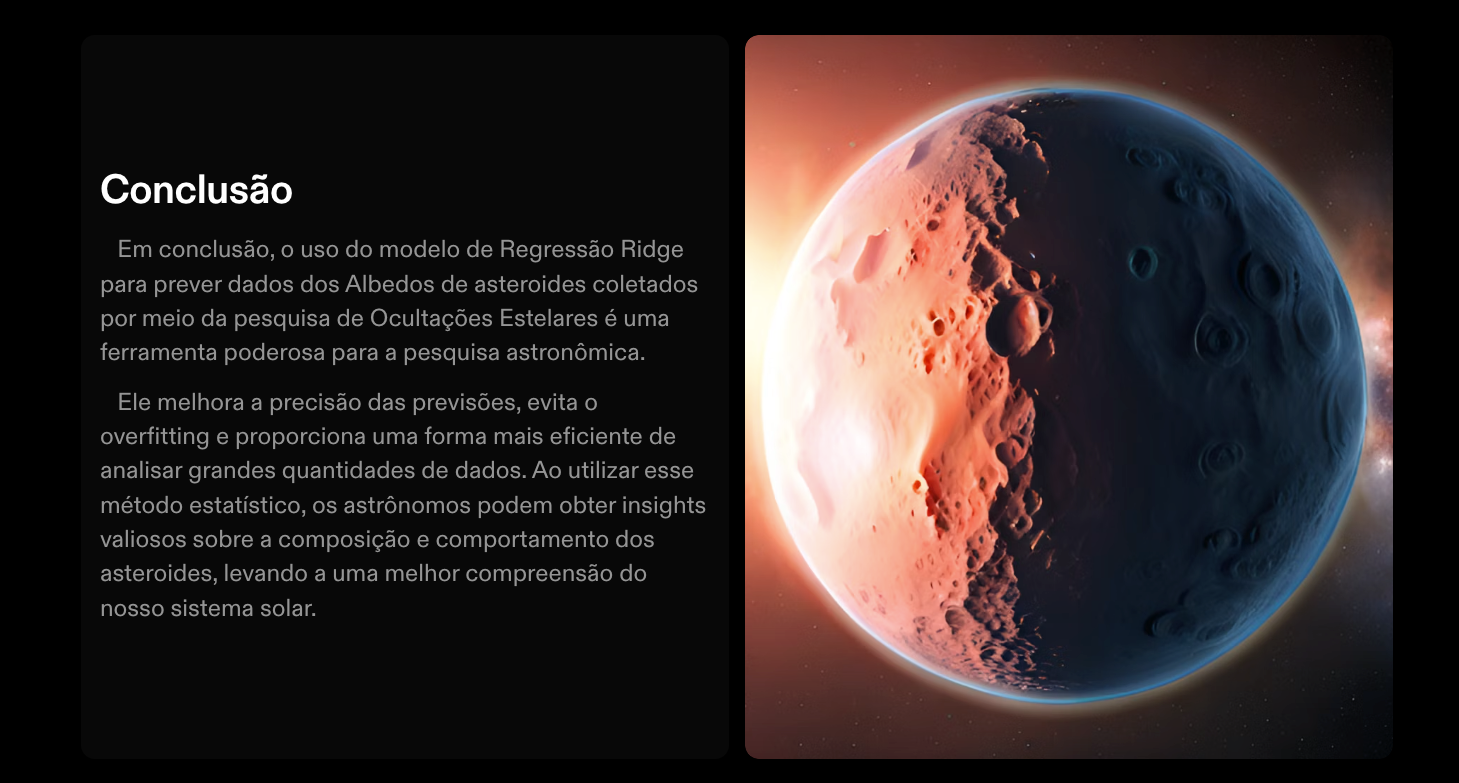 Conclusão
Em conclusão, o uso do modelo de Regressão Ridge
para prever dados dos Albedos de asteroides coletados
por meio da pesquisa de Ocultações Estelares é uma
ferramenta poderosa para a pesquisa astronômica.
Ele melhora a precisão das previsões, evita o
overfitting e proporciona uma forma mais eficiente de
analisar grandes quantidades de dados. Ao utilizar esse
método estatístico, os astrônomos podem obter insights
valiosos sobre a composição e comportamento dos
asteroides, levando a uma melhor compreensão do
nosso sistema solar.